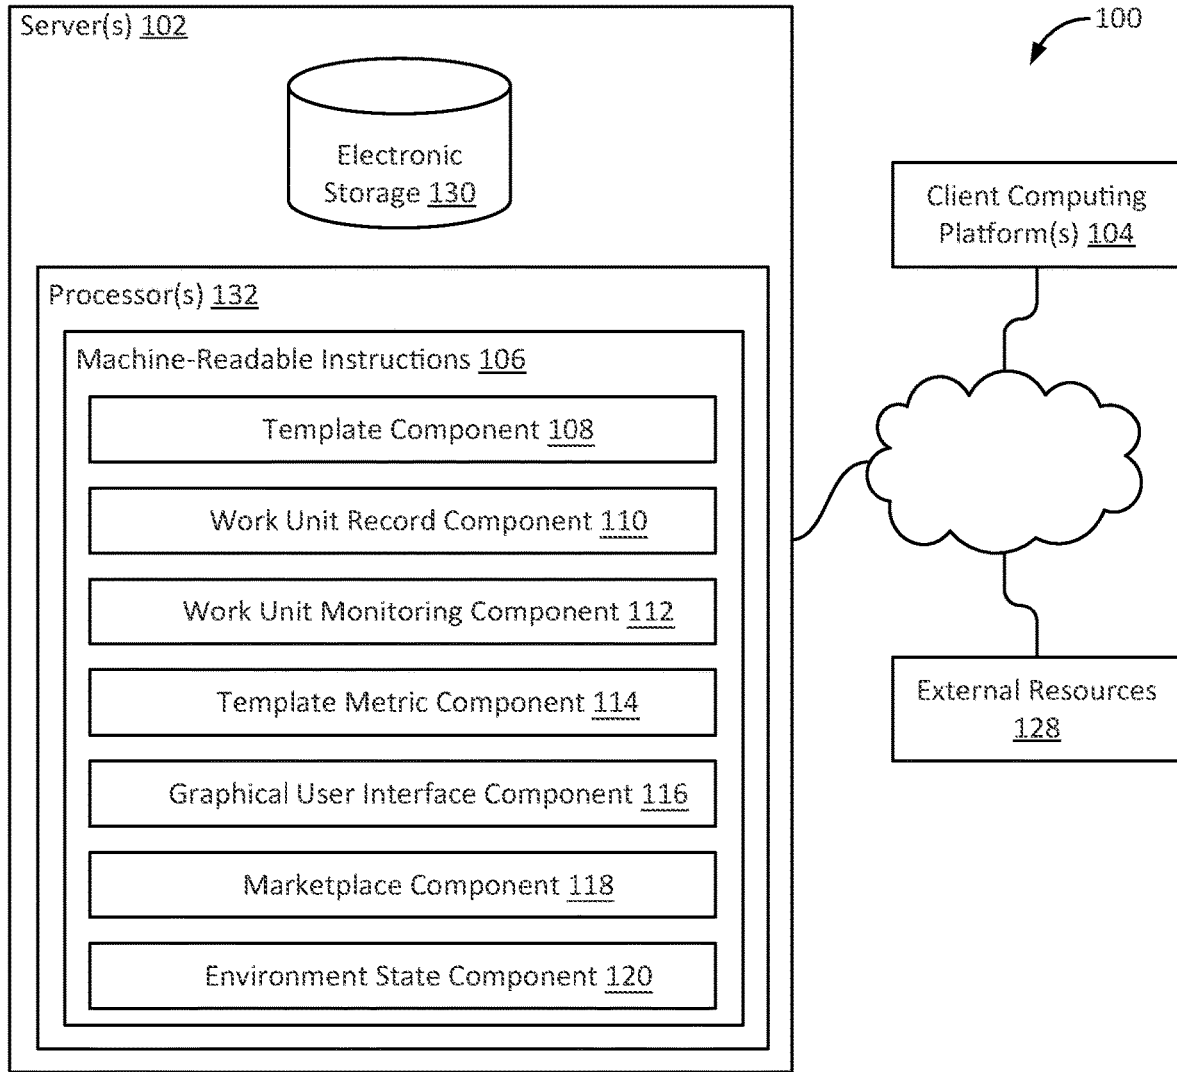 Server(s) 102
100
Electronic
Storage 130
Client Computing
Platform(s) 104
Processor(s) 132
Machine-Readable Instructions 106
Template Component 108
Work Unit Record Component 110
Work Unit Monitoring Component 112
Template Metric Component 114
Graphical User Interface Component 116
Marketplace Component 118
Environment State Component 120
External Resources
128